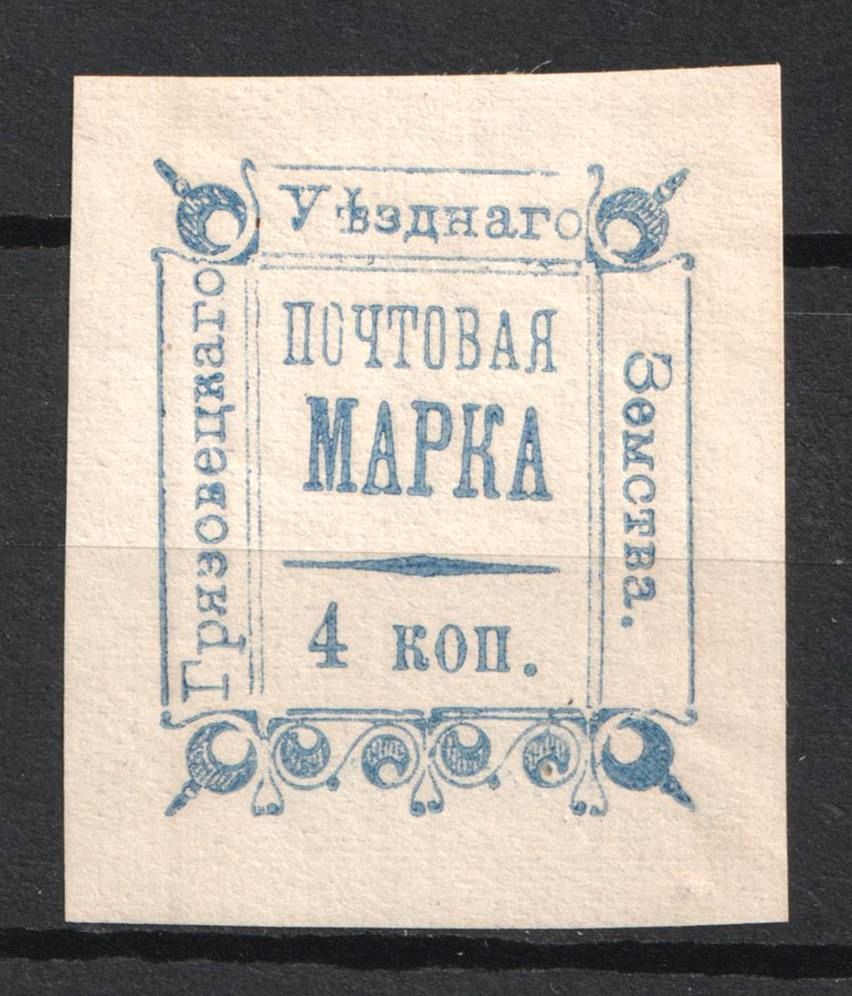 Грязовецкаго
Уѣзднаго
Земства.
ПОЧТОВАЯ
МАРКА
4 коп.